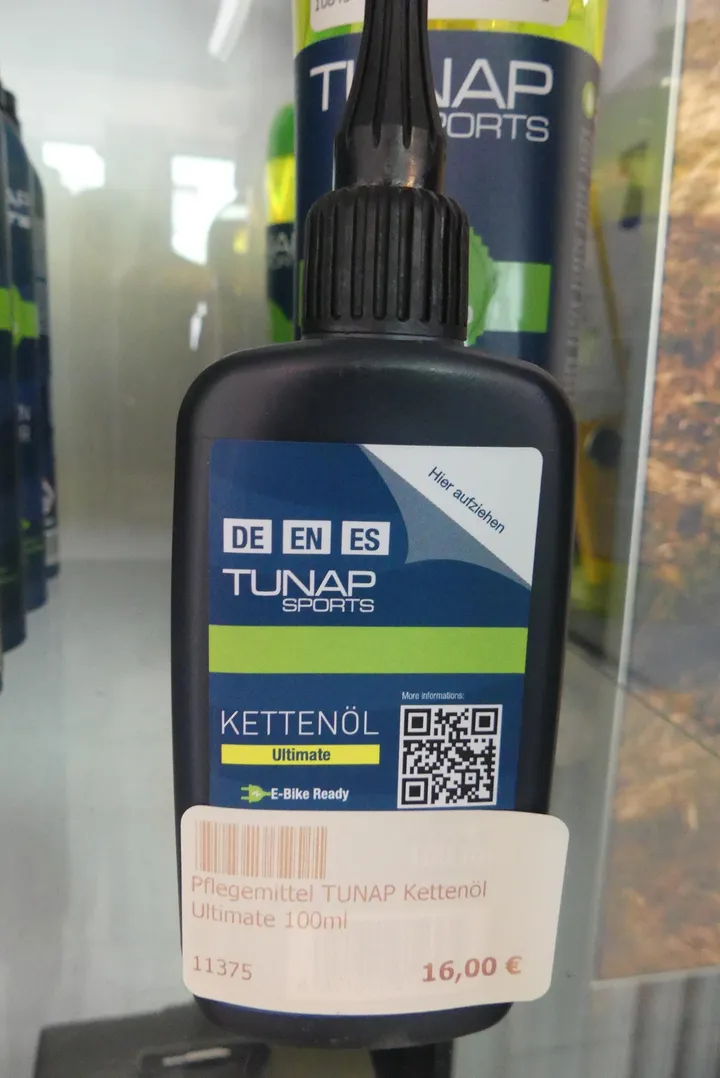 TUNAP
SPORTS
Hier aufziehen
DE EN ES
TUNAP
SPORTS
More informations:
KETTENÖL
Ultimate
E-Bike Ready
Pflegemittel TUNAP Kettenöl
Ultimate 100ml
11375
16,00 €